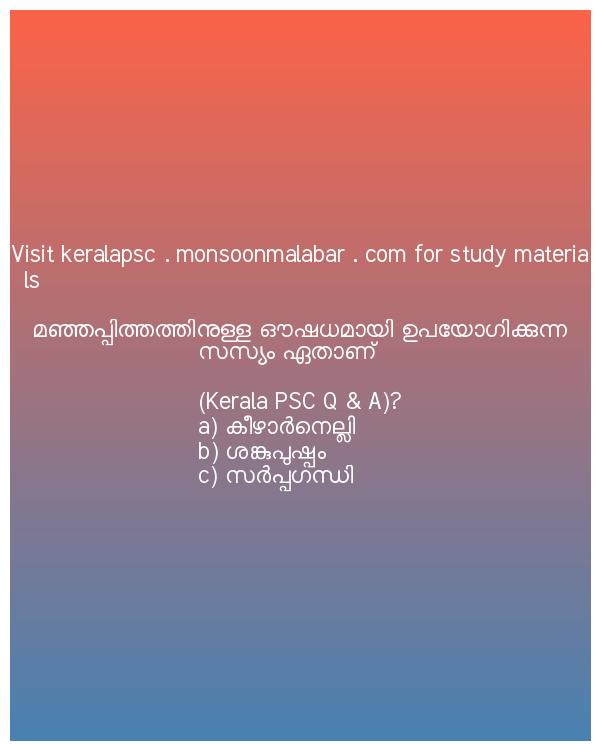 Visit keralapsc . monsoonmalabar . com for study materia
ls
മഞ്ഞപ്പിത്തത്തിനുള്ള ഔഷധമായി ഉപയോഗിക്കുന്ന
സസ്യം ഏതാണ്
(Kerala PSC Q & A)?
a) കീഴാർനെല്ലി
b) ശങ്കുപുഷ്പം
c) സർപ്പഗന്ധി